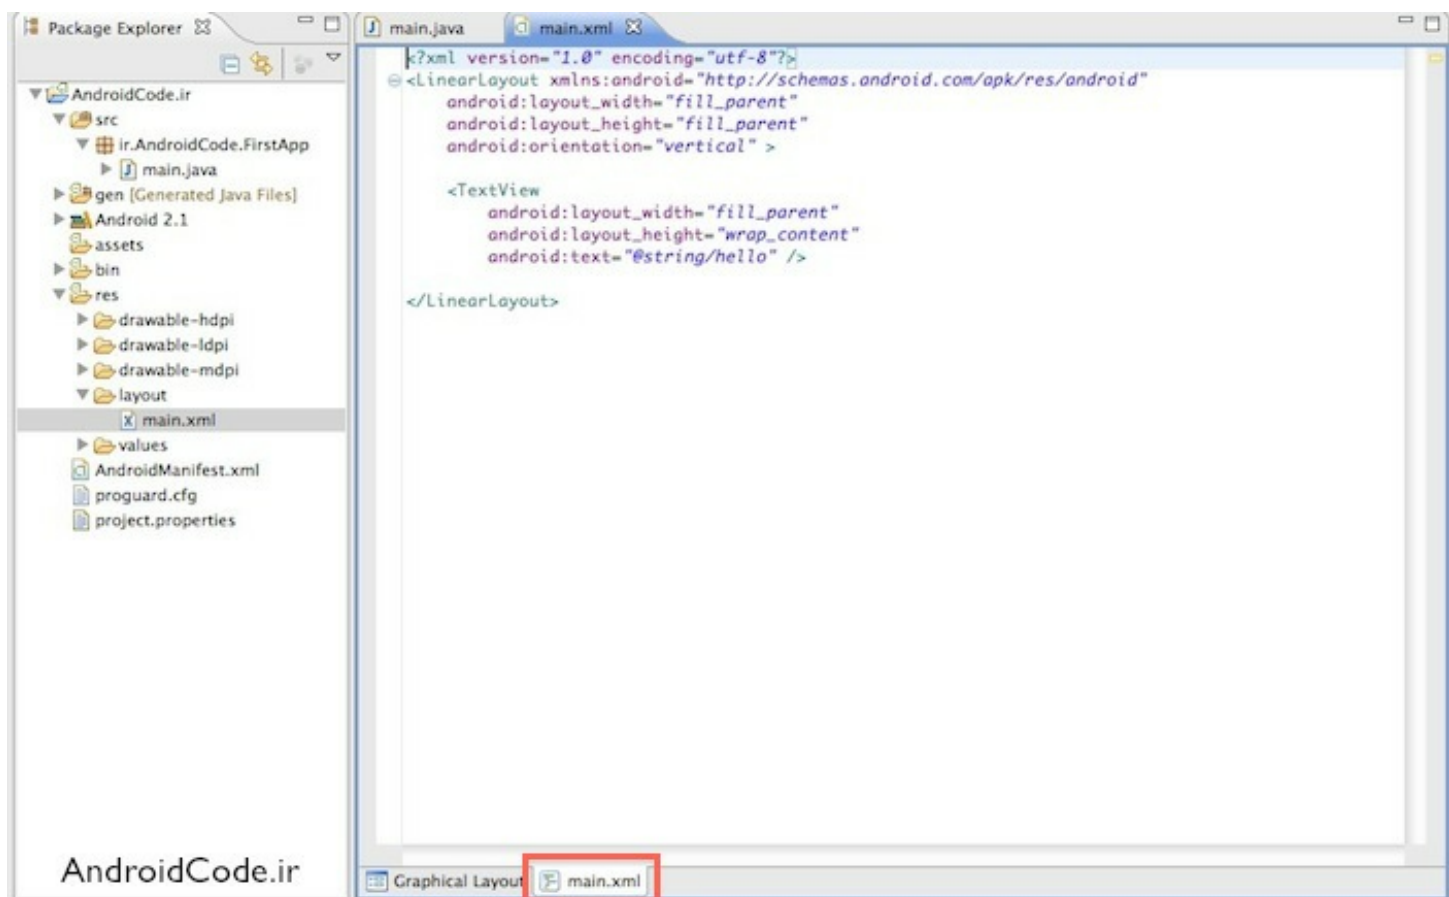 Package Explorer
AndroidCode.ir
src
ir.AndroidCode.FirstApp
main.java
gen [Generated Java Files]
Android 2.1
assets
bin
res
drawable-hdpi
drawable-ldpi
drawable-mdpi
layout
main.xml
values
AndroidManifest.xml
proguard.cfg
project.properties
AndroidCode.ir
main.java
main.xml
<?xml version="1.0" encoding="utf-8"?>
<LinearLayout xmlns:android="http://schemas.android.com/apk/res/android"
    android:layout_width="fill_parent"
    android:layout_height="fill_parent"
    android:orientation="vertical" >
    <TextView
        android:layout_width="fill_parent"
        android:layout_height="wrap_content"
        android:text="@string/hello" />
</LinearLayout>
Graphical Layout
main.xml